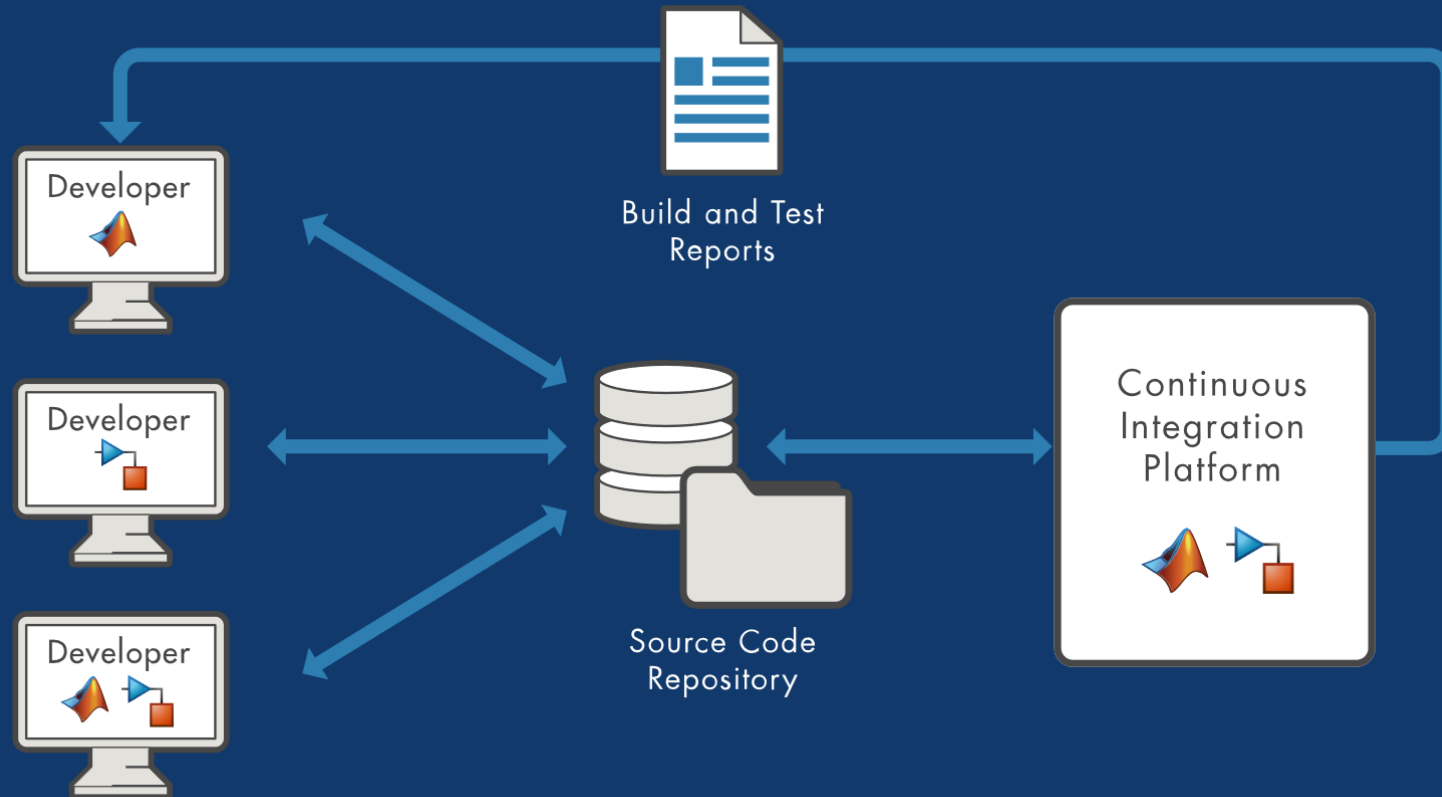 Developer
Build and Test
Reports
Developer
Continuous
Integration
Platform
Developer
Source Code
Repository